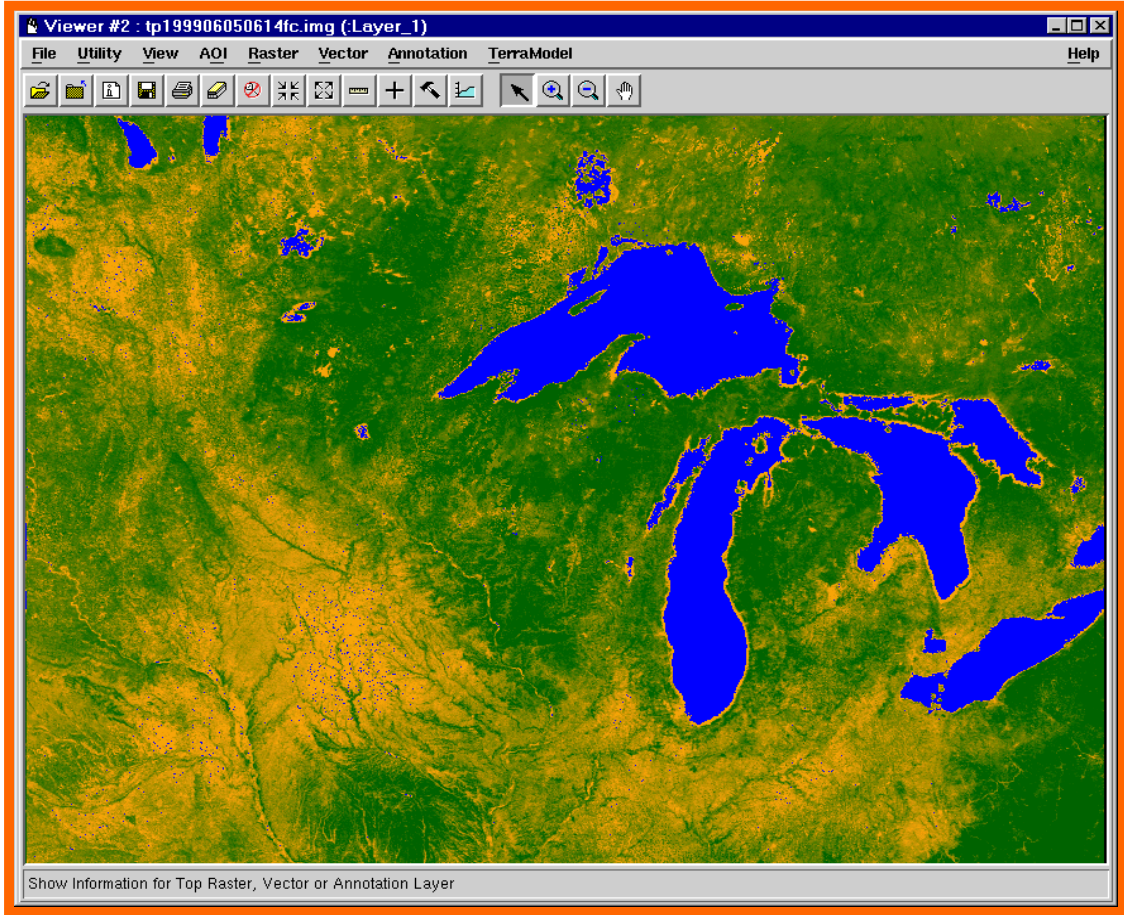 Viewer #2 : tp199906050614fc.img (:Layer_1)
File Utility View AOI Raster Vector Annotation TerraModel Help
Show Information for Top Raster, Vector or Annotation Layer